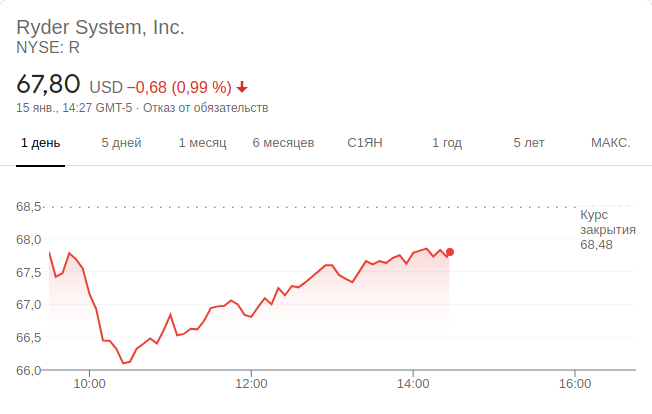 Ryder System, Inc.
NYSE: R
67,80 USD −0,68 (0,99 %)
15 янв., 14:27 GMT-5 · Отказ от обязательств
1 день 5 дней 1 месяц 6 месяцев С1ЯН 1 год 5 лет МАКС.
68,5
Курс
закрытия
68,48
68,0
67,5
67,0
66,5
66,0
10:00 12:00 14:00 16:00